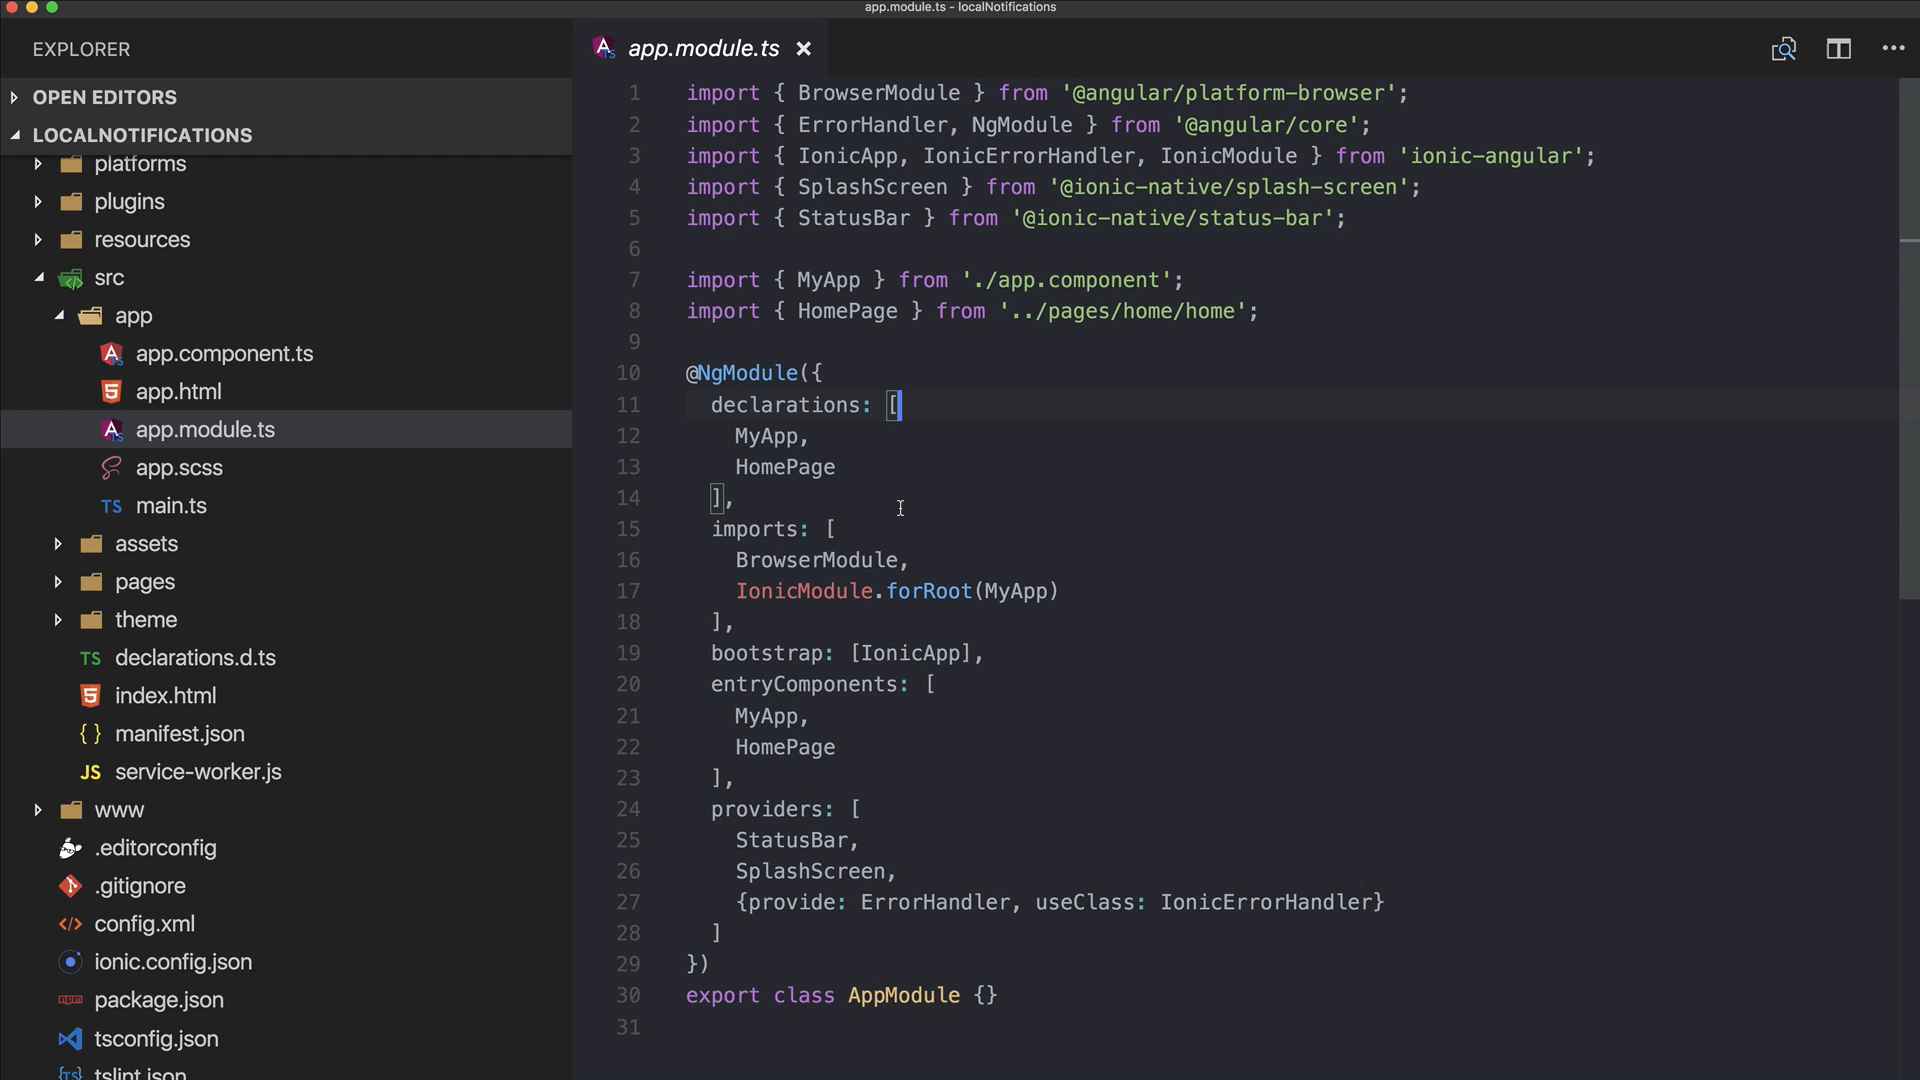 app.module.ts - localNotifications
EXPLORER
OPEN EDITORS
LOCALNOTIFICATIONS
platforms
plugins
resources
src
app
app.component.ts
app.html
app.module.ts
app.scss
TS main.ts
assets
pages
theme
TS declarations.d.ts
index.html
{ } manifest.json
JS service-worker.js
www
.editorconfig
.gitignore
config.xml
ionic.config.json
package.json
tsconfig.json
tslint.json
app.module.ts
1 import { BrowserModule } from '@angular/platform-browser';
2 import { ErrorHandler, NgModule } from '@angular/core';
3 import { IonicApp, IonicErrorHandler, IonicModule } from 'ionic-angular';
4 import { SplashScreen } from '@ionic-native/splash-screen';
5 import { StatusBar } from '@ionic-native/status-bar';
6
7 import { MyApp } from './app.component';
8 import { HomePage } from '../pages/home/home';
9
10 @NgModule({
11   declarations: [
12     MyApp,
13     HomePage
14   ],
15   imports: [
16     BrowserModule,
17     IonicModule.forRoot(MyApp)
18   ],
19   bootstrap: [IonicApp],
20   entryComponents: [
21     MyApp,
22     HomePage
23   ],
24   providers: [
25     StatusBar,
26     SplashScreen,
27     {provide: ErrorHandler, useClass: IonicErrorHandler}
28   ]
29 })
30 export class AppModule {}
31